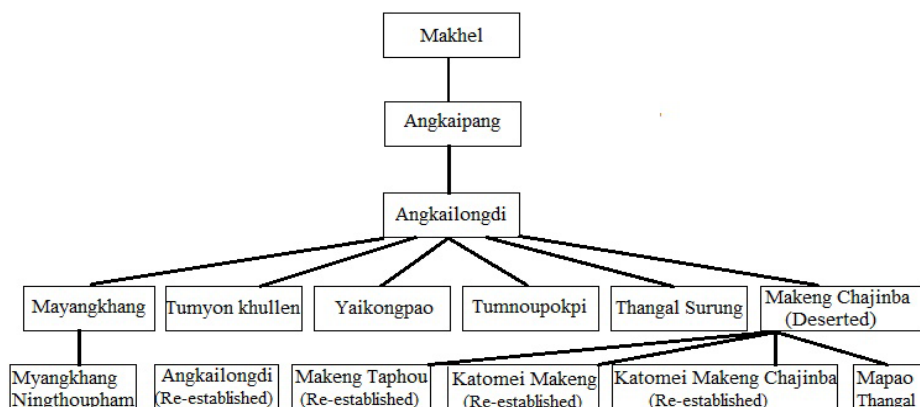 Makhel
Angkaipang
Angkailongdi
Mayangkhang
Tumyon khullen
Yaikongpao
Tumnoupokpi
Thangal Surung
Makeng Chajinba
(Deserted)
Myangkhang
Ningthoupham
Angkailongdi
(Re-established)
Makeng Taphou
(Re-established)
Katomei Makeng
(Re-established)
Katomei Makeng Chajinba
(Re-established)
Mapao
Thangal